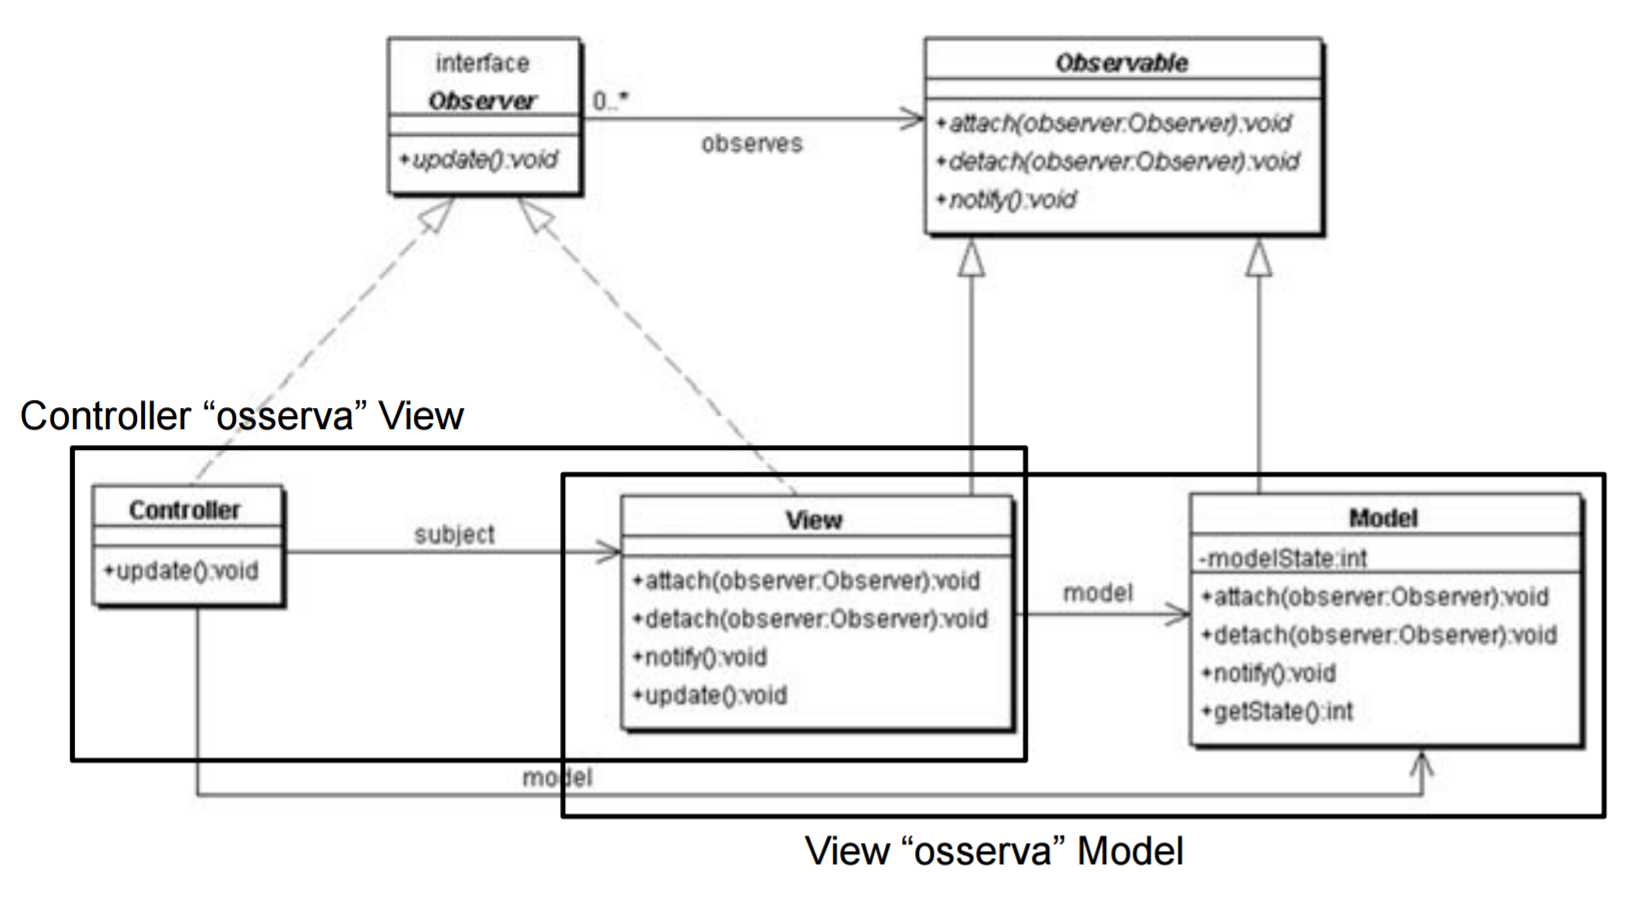 interface
Observer
+update():void
0..*
observes
Observable
+attach(observer:Observer):void
+detach(observer:Observer):void
+notify():void
Controller “osserva” View
Controller
+update():void
subject
View
+attach(observer:Observer):void
+detach(observer:Observer):void
+notify():void
+update():void
model
Model
-modelState:int
+attach(observer:Observer):void
+detach(observer:Observer):void
+notify():void
+getState():int
model
View “osserva” Model